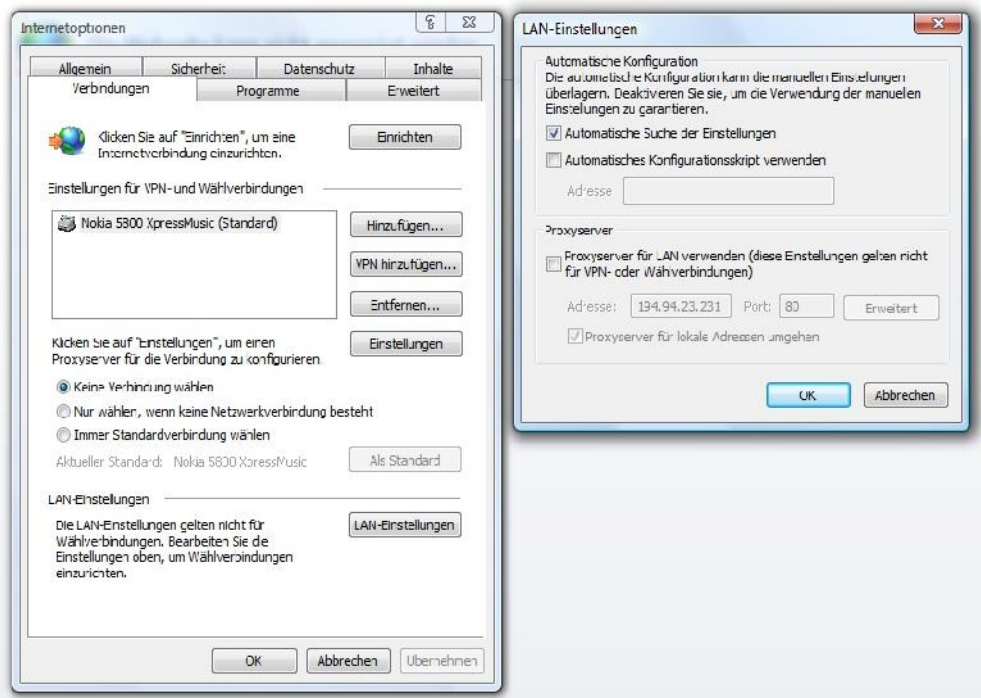 Internetoptionen
Allgemein
Sicherheit
Datenschutz
Inhalte
Verbindungen
Programme
Erweitert
Klicken Sie auf "Einrichten", um eine
Internetverbindung einzurichten.
Einrichten
Einstellungen für VPN- und Wählverbindungen
Nokia 5800 XpressMusic (Standard)
Hinzufügen...
VPN hinzufügen...
Entfernen...
Klicken Sie auf "Einstellungen", um einen
Proxyserver für die Verbindung zu konfigurieren.
Einstellungen
Keine Verbindung wählen
Nur wählen, wenn keine Netzwerkverbindung besteht
Immer Standardverbindung wählen
Aktueller Standard: Nokia 5800 XpressMusic
Als Standard
LAN-Einstellungen
Die LAN-Einstellungen gelten nicht für
Wählverbindungen. Bearbeiten Sie die
Einstellungen oben, um Wählverbindungen
einzurichten.
LAN-Einstellungen
OK
Abbrechen
Übernehmen
LAN-Einstellungen
Automatische Konfiguration
Die automatische Konfiguration kann die manuellen Einstellungen
überlagern. Deaktivieren Sie sie, um die Verwendung der manuellen
Einstellungen zu garantieren.
Automatische Suche der Einstellungen
Automatisches Konfigurationsskript verwenden
Adresse
Proxyserver
Proxyserver für LAN verwenden (diese Einstellungen gelten nicht
für VPN- oder Wählverbindungen)
Adresse: 194.94.23.231 Port: 80
Erweitert
Proxyserver für lokale Adressen umgehen
OK
Abbrechen